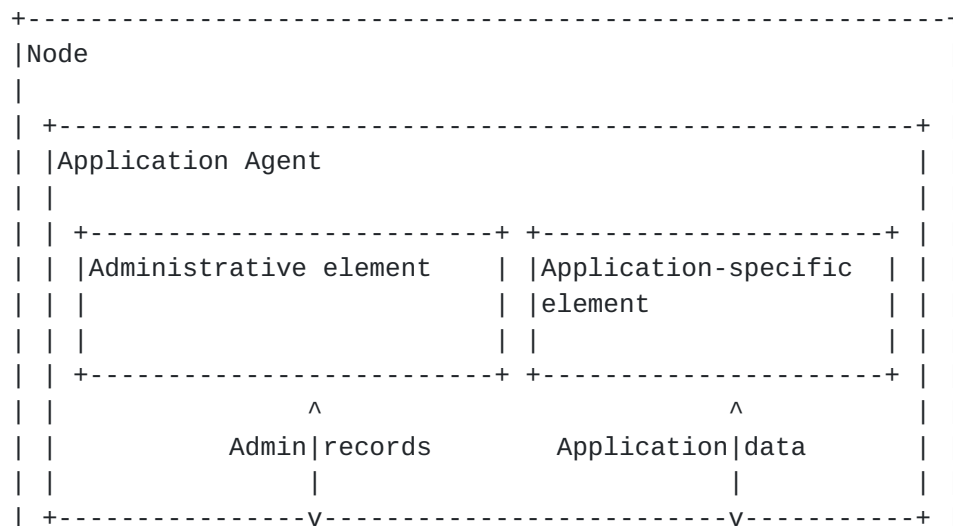 +-----------------------------------------------------------+
|Node
|
| +-------------------------------------------------------+
| |Application Agent                                      |
| |                                                       |
| | +--------------------------+ +----------------------+ |
| | |Administrative element    | |Application-specific  | |
| | |                          | |element               | |
| | |                          | |                      | |
| | +--------------------------+ +----------------------+ |
| |                ^                          ^           |
| |           Admin|records        Application|data       |
| |                |                          |           |
| +----------------v--------------------------v-----------+